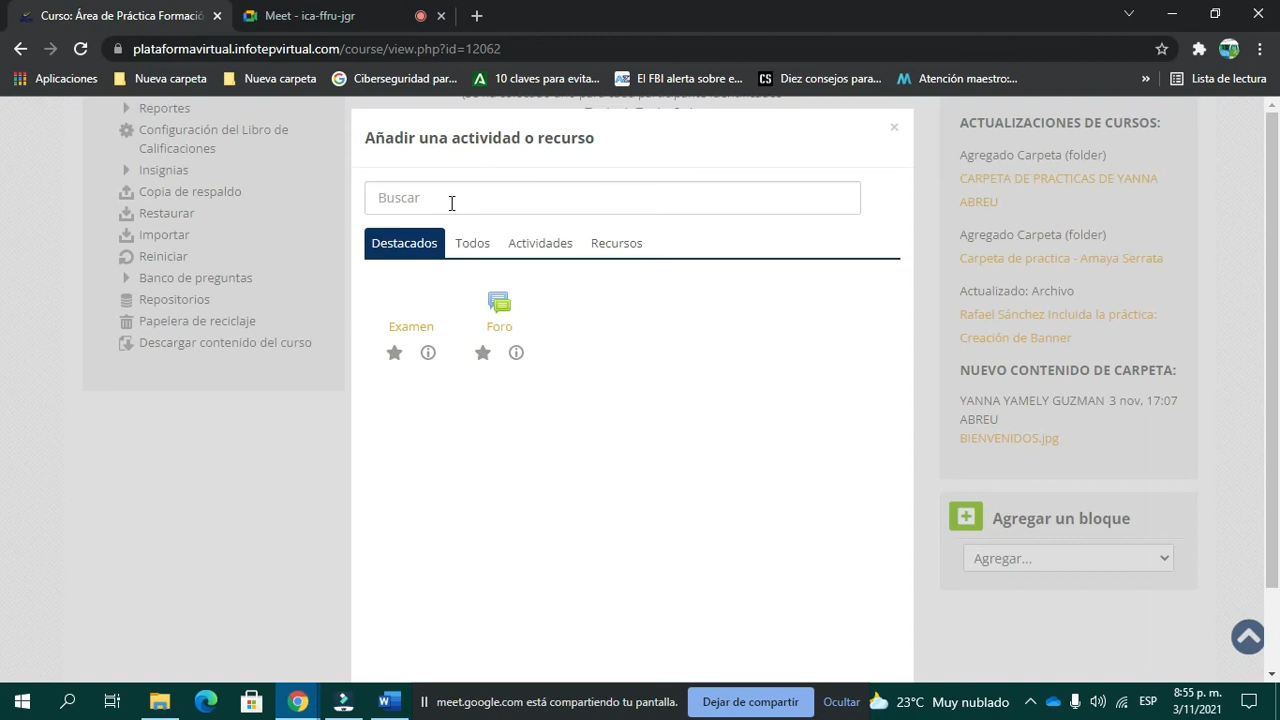 Curso: Área de Práctica Formació
Meet - ica-ffru-jgr
plataformavirtual.infotepvirtual.com/course/view.php?id=12062
Aplicaciones
Nueva carpeta
Nueva carpeta
Ciberseguridad par...
10 claves para evita...
El FBI alerta sobre e...
Diez consejos para...
Atención maestro:...
»
Lista de lectura
Reportes
Configuración del Libro de
Calificaciones
Insignias
Copia de respaldo
Restaurar
Importar
Reiniciar
Banco de preguntas
Repositorios
Papelera de reciclaje
Descargar contenido del curso
Añadir una actividad o recurso
×
Buscar
Destacados
Todos
Actividades
Recursos
Examen
Foro
ACTUALIZACIONES DE CURSOS:
Agregado Carpeta (folder)
CARPETA DE PRACTICAS DE YANNA
ABREU
Agregado Carpeta (folder)
Carpeta de practica - Amaya Serrata
Actualizado: Archivo
Rafael Sánchez Incluida la práctica:
Creación de Banner
NUEVO CONTENIDO DE CARPETA:
YANNA YAMELY GUZMAN 3 nov, 17:07
ABREU
BIENVENIDOS.jpg
Agregar un bloque
Agregar...
meet.google.com está compartiendo tu pantalla.
Dejar de compartir
Ocultar
23°C Muy nublado
ESP
8:55 p. m.
3/11/2021